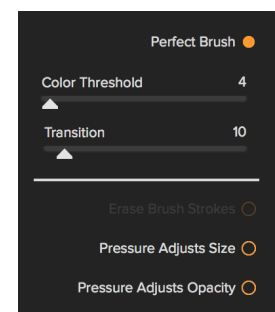 Perfect Brush
Color Threshold 4
Transition 10
Erase Brush Strokes
Pressure Adjusts Size
Pressure Adjusts Opacity